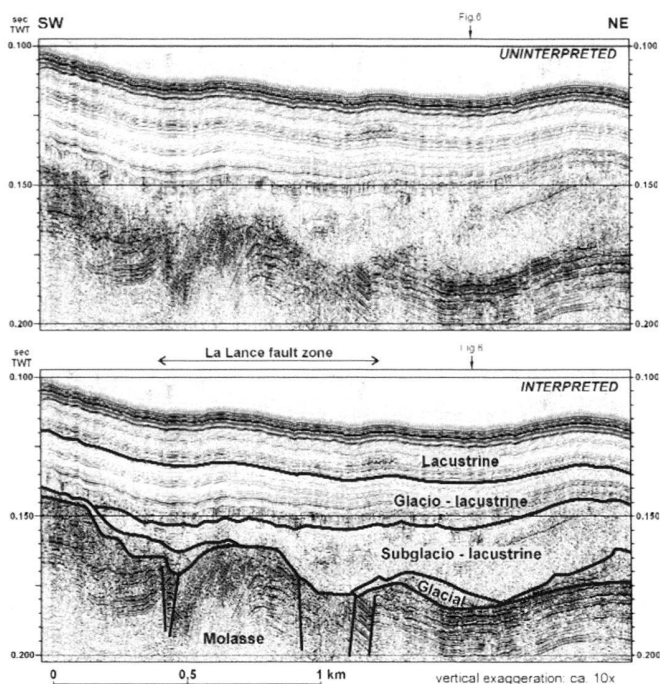 sec
TWT
SW
Fig.6
NE
0.100
0.100
UNINTERPRETED
0.150
0.150
0.200
0.200
sec
TWT
La Lance fault zone
sec
TWT
0.100
0.100
INTERPRETED
Lacustrine
Glacio - lacustrine
0.150
0.150
Subglacio - lacustrine
Glacial
Molasse
0.200
0.200
0
0,5
1 km
vertical exaggeration: ca. 10x